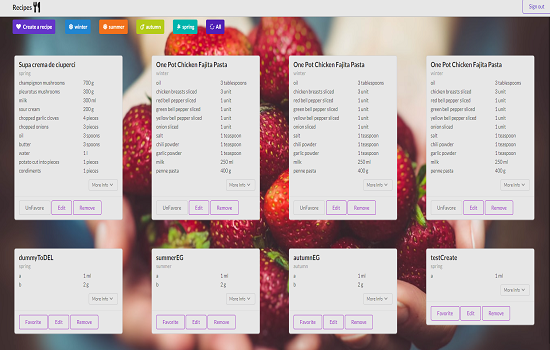 Recipes
Sign out
Create a recipe winter summer autumn spring All
Supa crema de ciuperci
spring
champignon mushrooms 700 g
pleurotus mushrooms 300 g
milk 300 ml
sour cream 200 g
chopped garlic cloves 4 pieces
chopped onions 4 pieces
oil 3 spoons
butter 3 spoons
water 1 l
potato cut into pieces 1 pieces
condiments 1 pieces
More Info
UnFavore Edit Remove
One Pot Chicken Fajita Pasta
winter
oil 3 tablespoons
chicken breasts sliced 3 unit
red bell pepper sliced 1 unit
green bell pepper sliced 1 unit
yellow bell pepper sliced 1 unit
onion sliced 1 unit
salt 1 teaspoon
chili powder 1 teaspoon
garlic powder 1 teaspoon
milk 250 ml
penne pasta 400 g
More Info
UnFavore Edit Remove
One Pot Chicken Fajita Pasta
winter
oil 3 tablespoons
chicken breasts sliced 3 unit
red bell pepper sliced 1 unit
green bell pepper sliced 1 unit
yellow bell pepper sliced 1 unit
onion sliced 1 unit
salt 1 teaspoon
chili powder 1 teaspoon
garlic powder 1 teaspoon
milk 250 ml
penne pasta 400 g
More Info
UnFavore Edit Remove
One Pot Chicken Fajita Pasta
winter
oil 3 tablespoons
chicken breasts sliced 3 unit
red bell pepper sliced 1 unit
green bell pepper sliced 1 unit
yellow bell pepper sliced 1 unit
onion sliced 1 unit
salt 1 teaspoon
chili powder 1 teaspoon
garlic powder 1 teaspoon
milk 250 ml
penne pasta 400 g
More Info
UnFavore Edit Remove
dummyToDEL
spring
a 1 ml
b 2 g
More Info
Favorite Edit Remove
summerEG
summer
a 1 ml
b 2 g
More Info
Favorite Edit Remove
autumnEG
autumn
a 1 ml
b 2 g
More Info
Favorite Edit Remove
testCreate
spring
a 1 ml
More Info
Favorite Edit Remove